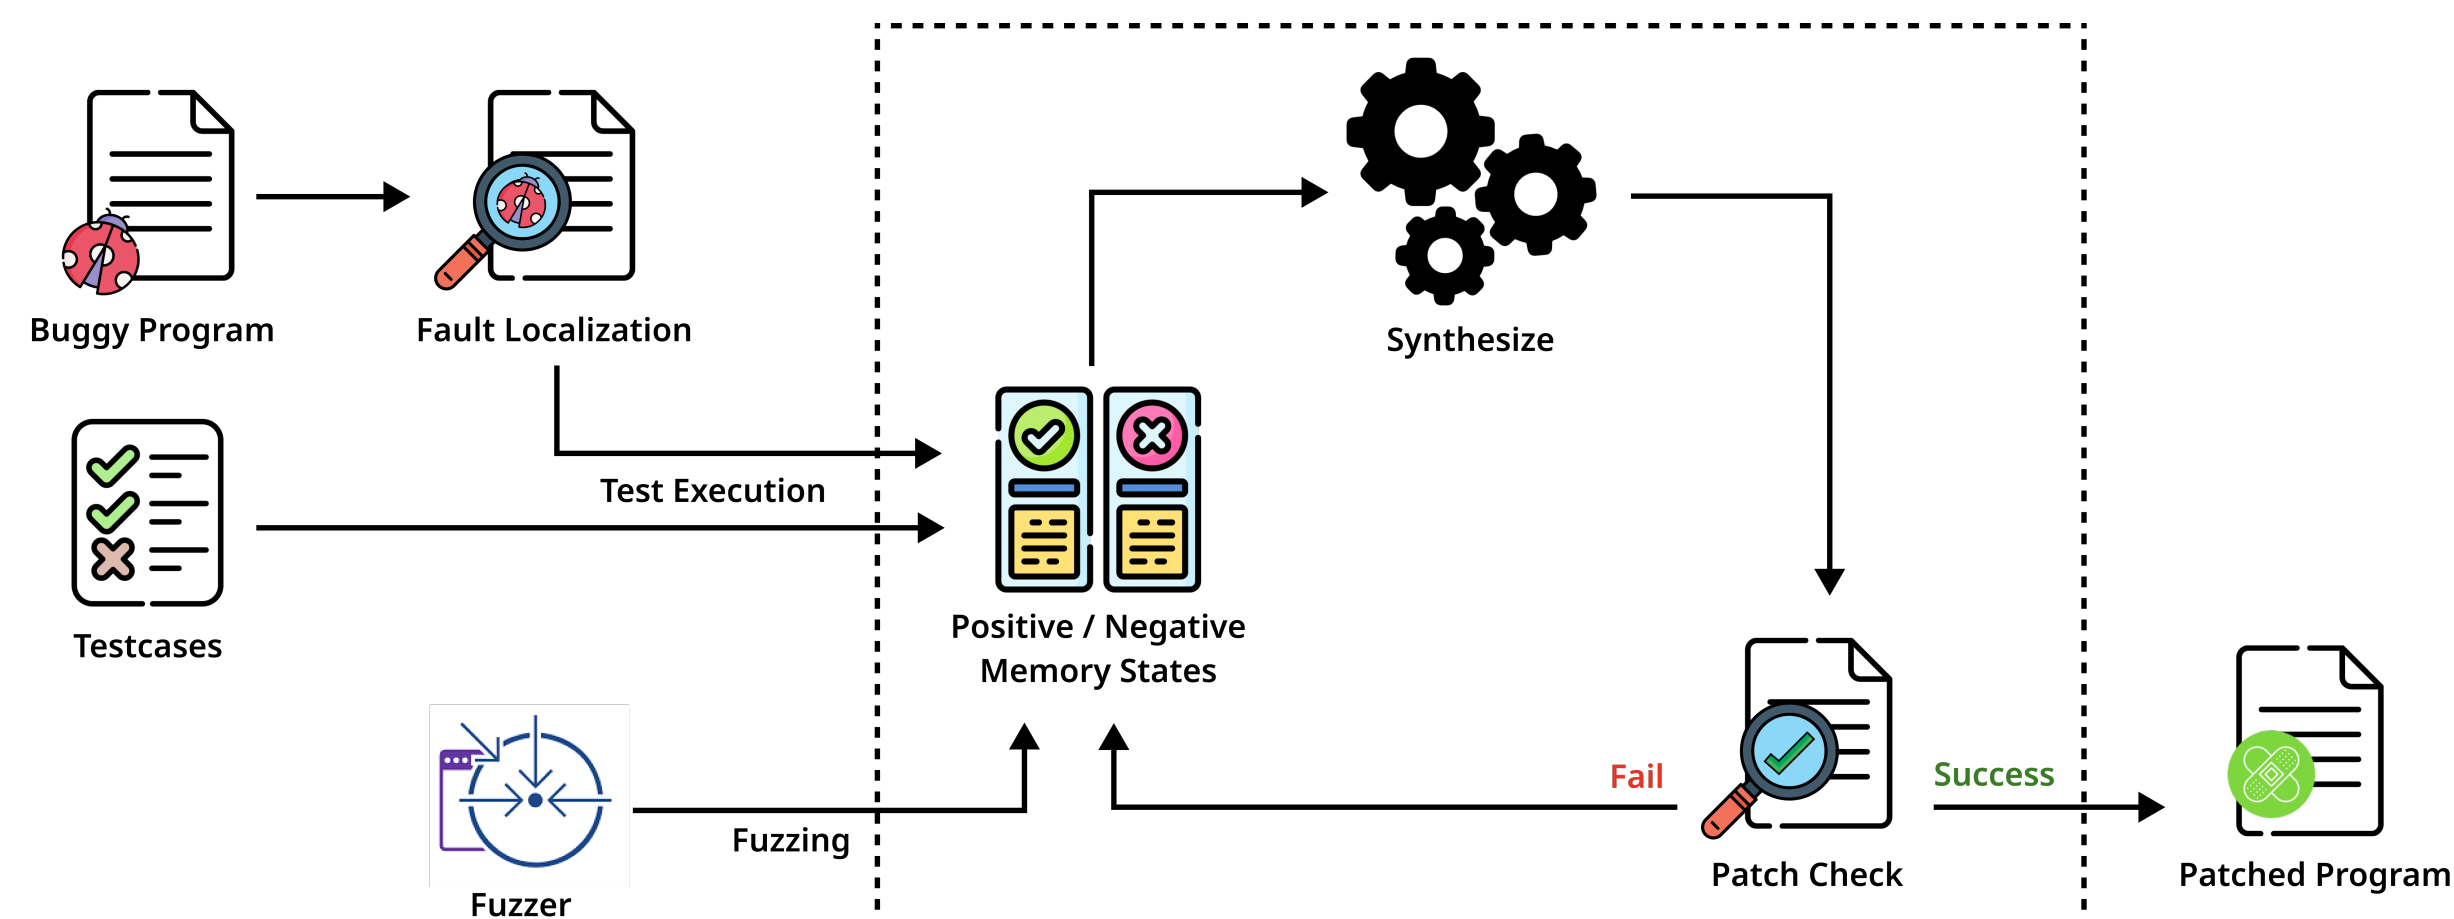 Buggy Program
Fault Localization
Synthesize
Test Execution
Testcases
Positive / Negative
Memory States
Fail
Success
Fuzzing
Patch Check
Patched Program
Fuzzer